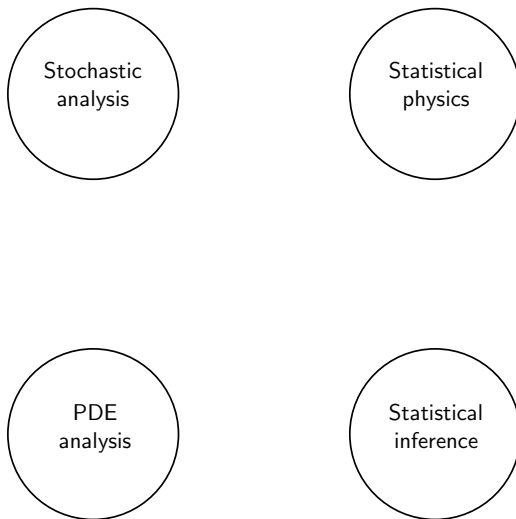 Stochastic
analysis
Statistical
physics
PDE
analysis
Statistical
inference